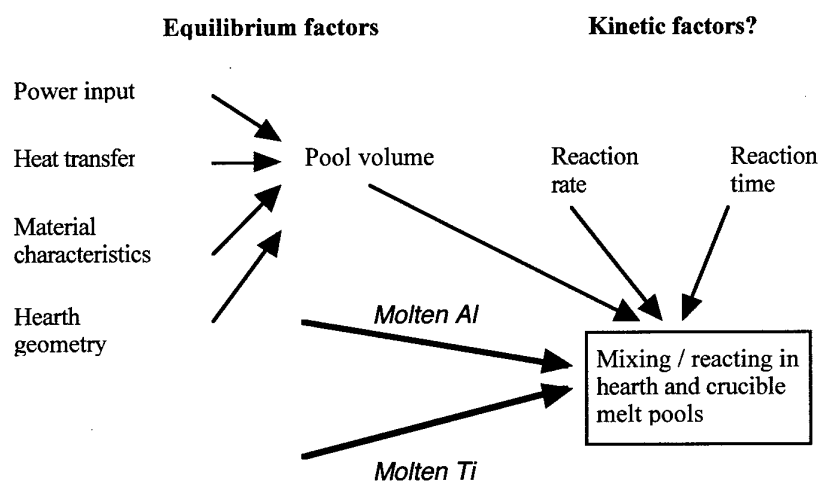 Equilibrium factors
Kinetic factors?
Power input
Heat transfer
Pool volume
Reaction
rate
Reaction
time
Material
characteristics
Hearth
geometry
Molten Al
Mixing / reacting in
hearth and crucible
melt pools
Molten Ti